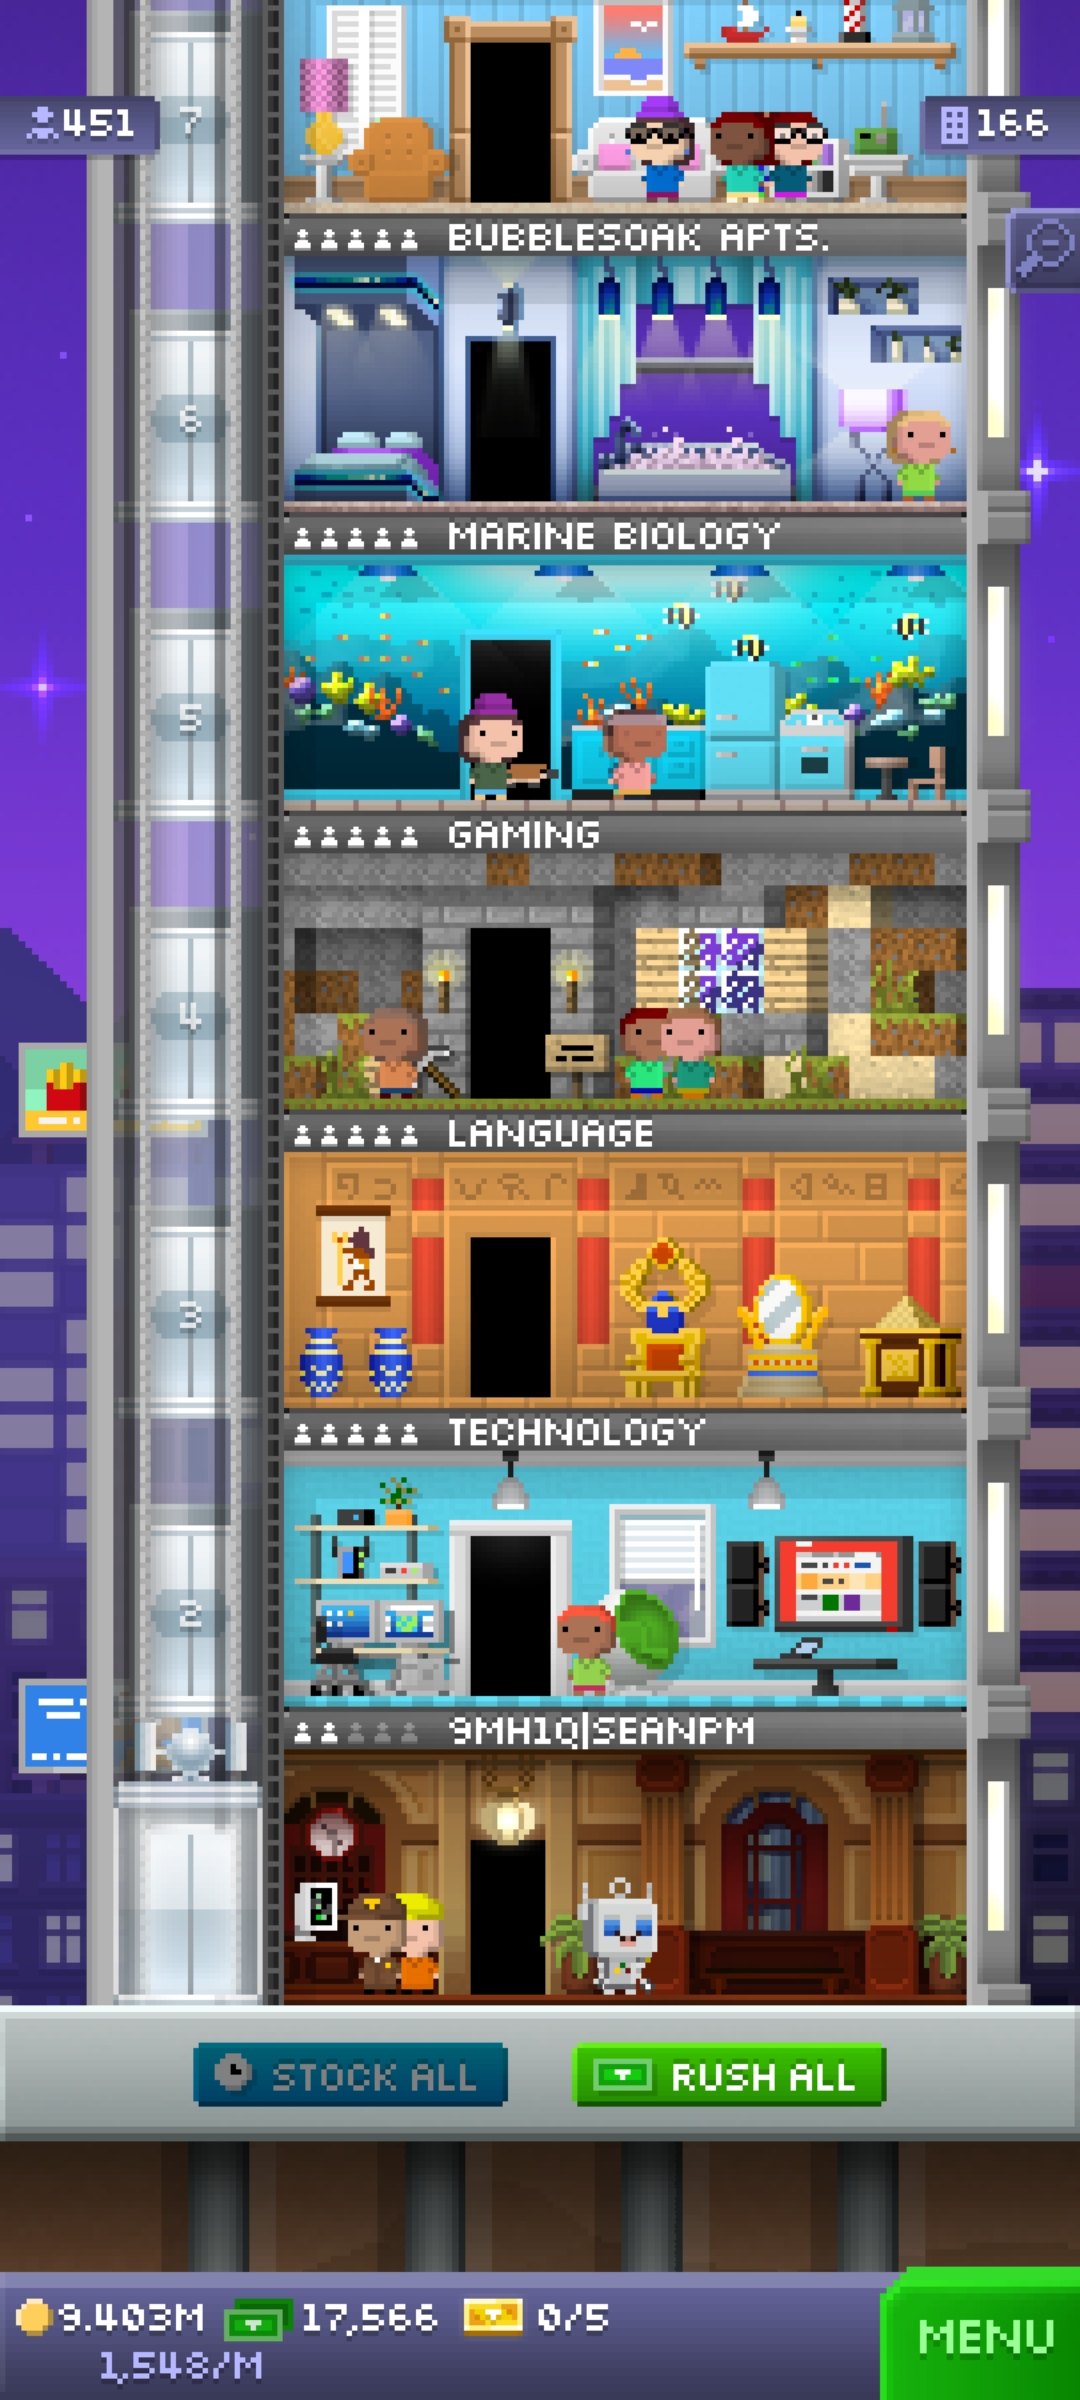 7
451
166
BUBBLESOAK APTS.
6
MARINE BIOLOGY
5
GAMING
4
LANGUAGE
3
TECHNOLOGY
2
9MH1Q|SEANPM
STOCK ALL
RUSH ALL
9.403M
17,566
0/5
1,548/M
MENU